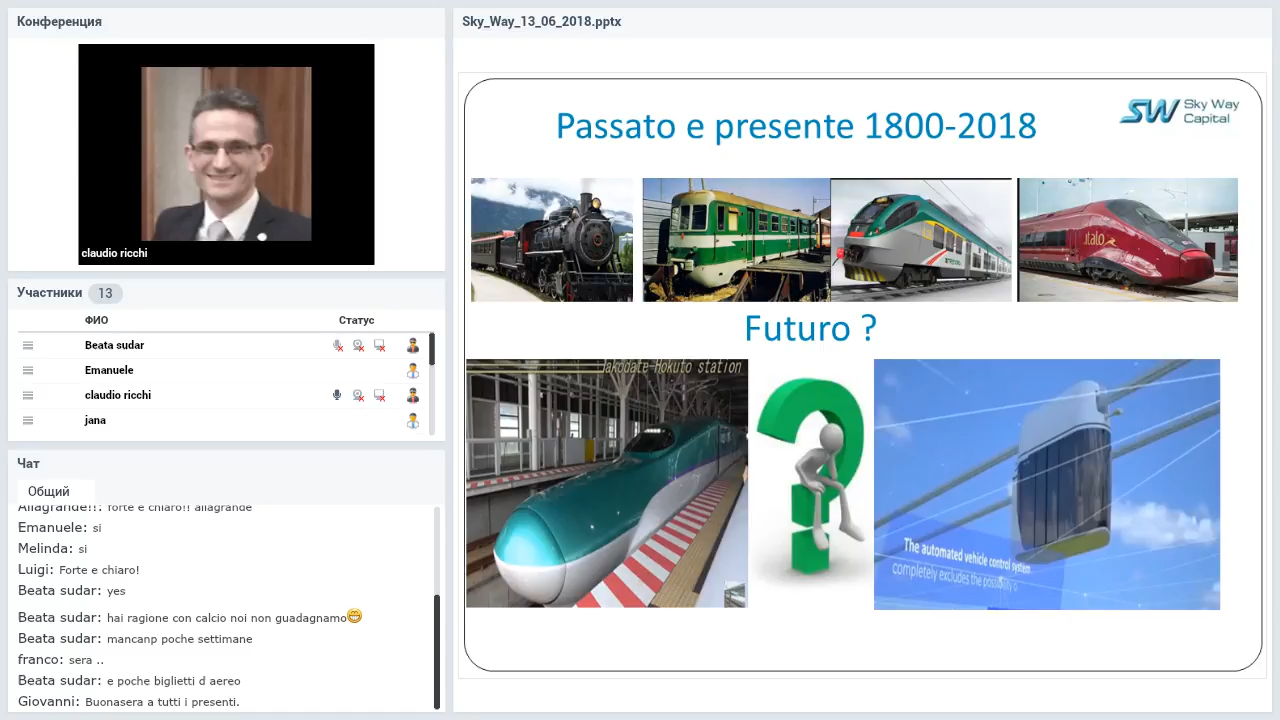 Конференция
claudio ricchi
Участники 13
ФИО Статус
Beata sudar
Emanuele
claudio ricchi
jana
Чат
Общий
forte e chiaro!! allagrande
Emanuele: si
Melinda: si
Luigi: Forte e chiaro!
Beata sudar: yes
Beata sudar: hai ragione con calcio noi non guadagnamo
Beata sudar: mancanp poche settimane
franco: sera ..
Beata sudar: e poche biglietti d aereo
Giovanni: Buonasera a tutti i presenti.
Sky_Way_13_06_2018.pptx
Passato e presente 1800-2018
SW Sky Way
Capital
.italo
Futuro ?
Hokuto station
The automated vehicle control system
completely excludes the